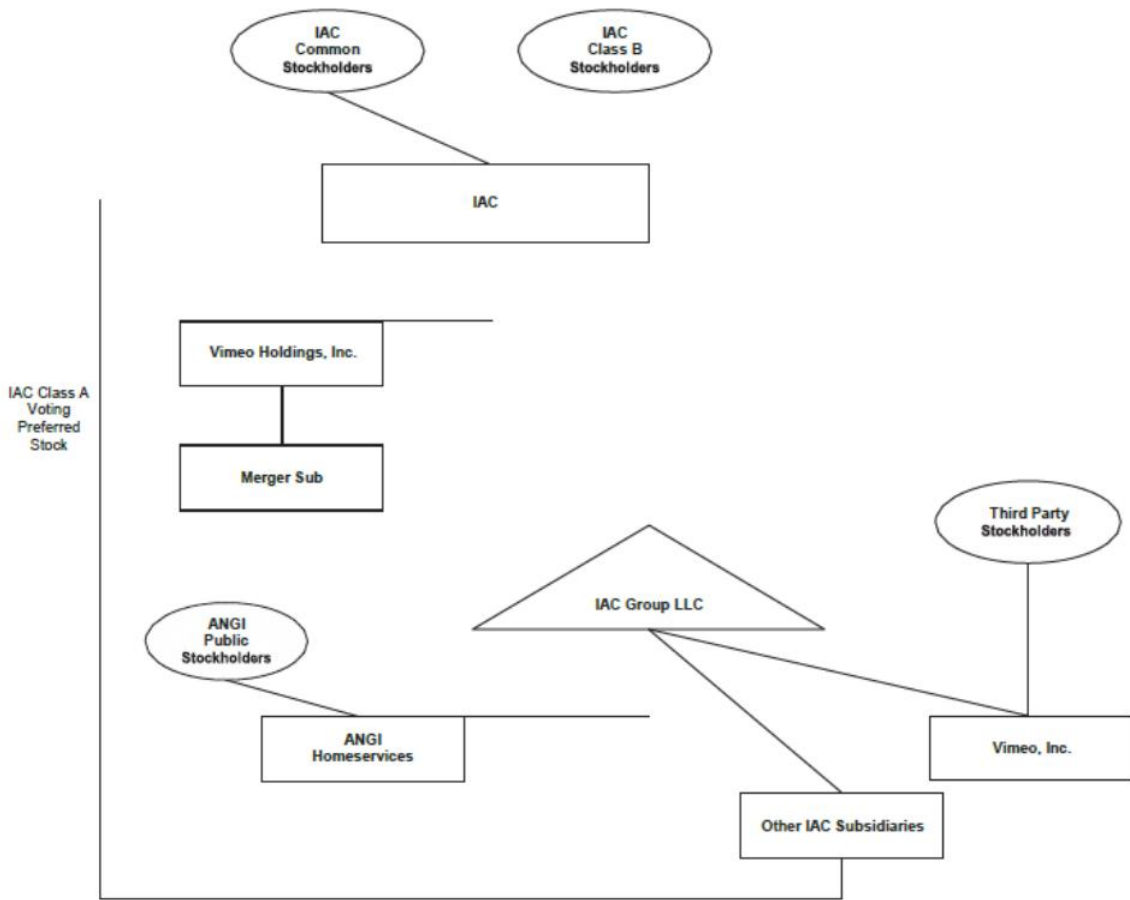 IAC
Common
Stockholders
IAC
Class B
Stockholders
IAC
Vimeo Holdings, Inc.
IAC Class A
Voting
Preferred
Stock
Merger Sub
Third Party
Stockholders
IAC Group LLC
ANGI
Public
Stockholders
ANGI
Homeservices
Vimeo, Inc.
Other IAC Subsidiaries